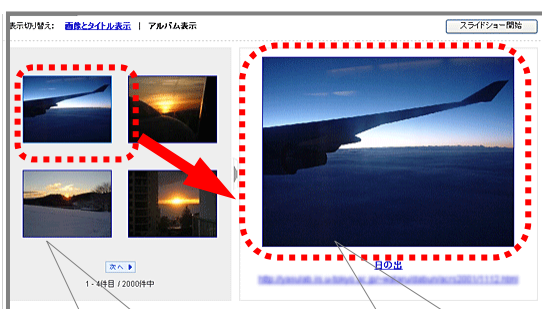 表示切り替え: 画像とタイトル表示 | アルバム表示
スライドショー開始
次へ
1 - 4件目 / 2000件中
日の出